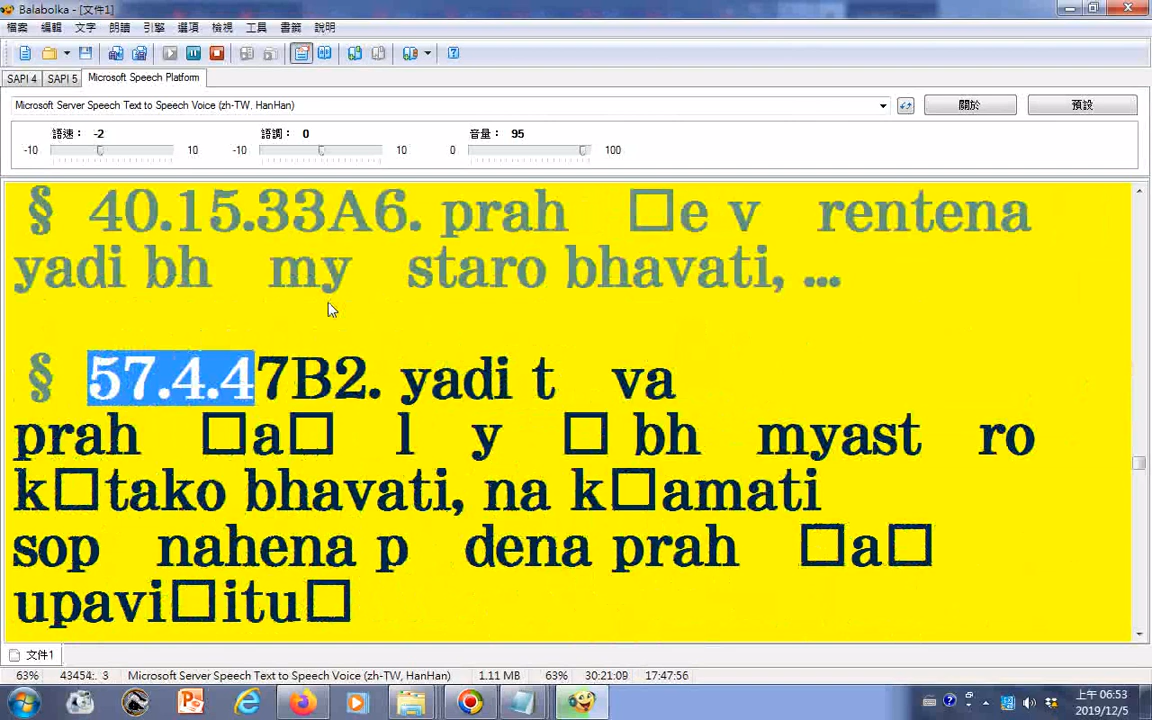 Balabolka - [文件1]
檔案 編輯 文字 朗讀 引擎 選項 檢視 工具 書籤 說明
SAPI 4 SAPI 5 Microsoft Speech Platform
Microsoft Server Speech Text to Speech Voice (zh-TW, HanHan) 關於 預設
語速： -2 語調： 0 音量： 95
-10 10 -10 10 0 100
§ 40.15.33A6. prah □e v rentena
yadi bh my staro bhavati, ...
§ 57.4.47B2. yadi t va
prah □a□ l y □ bh myast ro
k□tako bhavati, na k□amati
sop nahena p dena prah □a□
upavi□itu□
文件1
63% 43454: 3 Microsoft Server Speech Text to Speech Voice (zh-TW, HanHan) 1.11 MB 63% 30:21:09 17:47:56
上午 06:53
2019/12/5